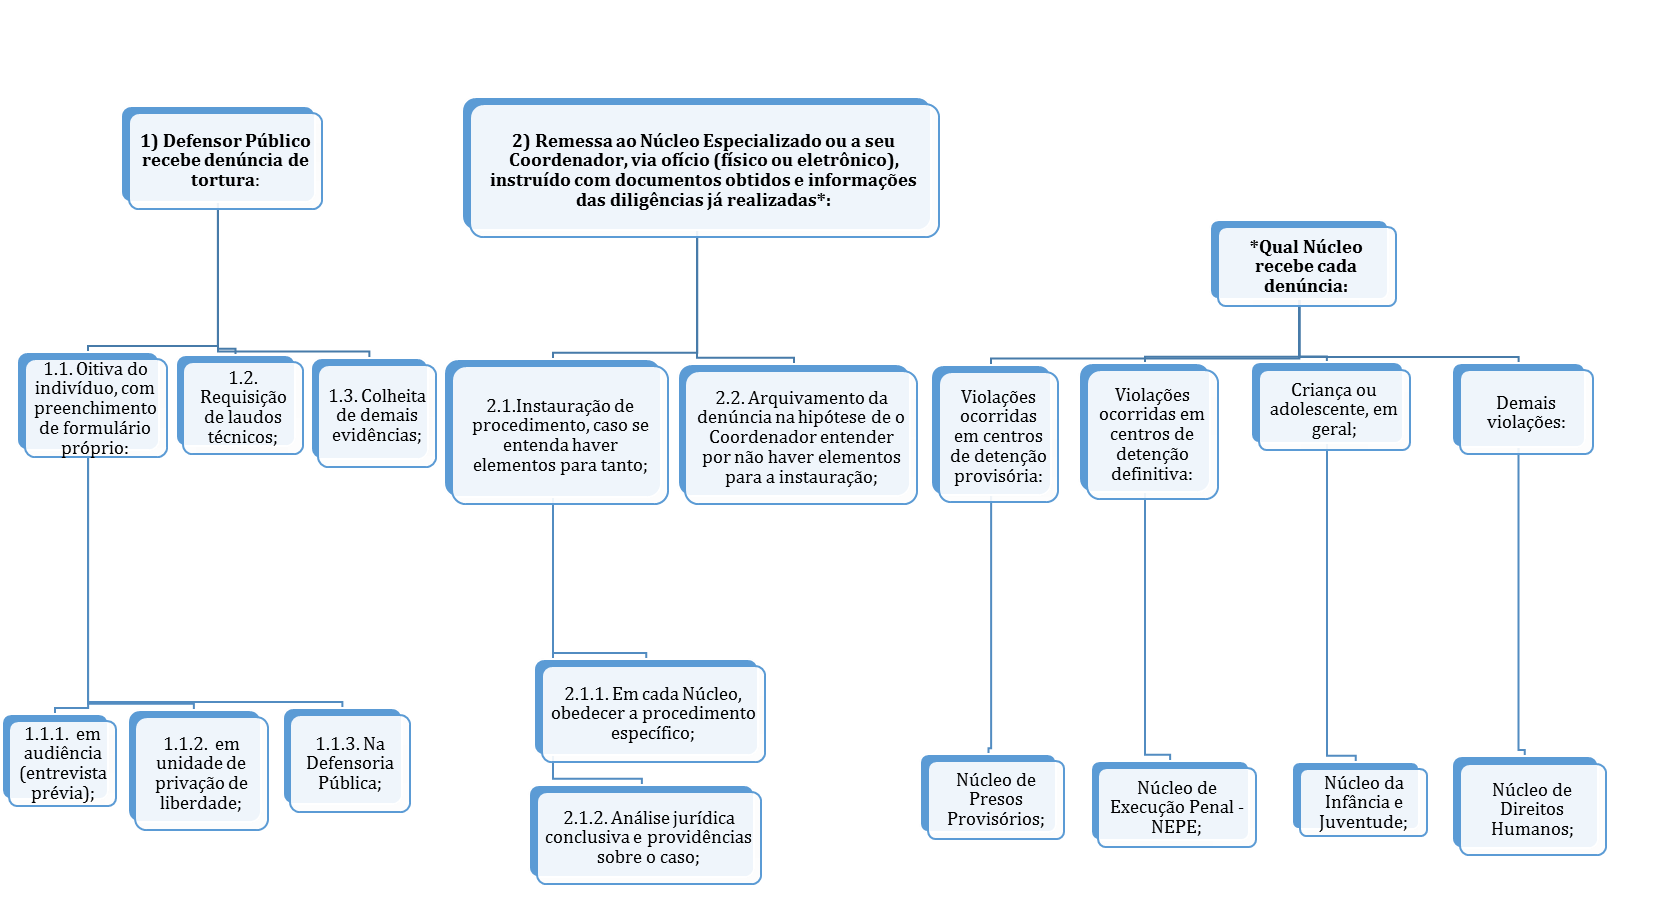 1) Defensor Público
recebe denúncia de
tortura:
1.1. Oitiva do
indivíduo, com
preenchimento
de formulário
próprio:
1.2.
Requisição
de laudos
técnicos;
1.3. Colheita
de demais
evidências;
1.1.1. em
audiência
(entrevista
prévia);
1.1.2. em
unidade de
privação de
liberdade;
1.1.3. Na
Defensoria
Pública;
2) Remessa ao Núcleo Especializado ou a seu
Coordenador, via ofício (físico ou eletrônico),
instruído com documentos obtidos e informações
das diligências já realizadas*:
2.1.Instauração de
procedimento, caso se
entenda haver
elementos para tanto;
2.2. Arquivamento da
denúncia na hipótese de o
Coordenador entender
por não haver elementos
para a instauração;
2.1.1. Em cada Núcleo,
obedecer a procedimento
específico;
2.1.2. Análise jurídica
conclusiva e providências
sobre o caso;
*Qual Núcleo
recebe cada
denúncia:
Violações
ocorridas
em centros
de detenção
provisória:
Violações
ocorridas em
centros de
detenção
definitiva:
Criança ou
adolescente, em
geral;
Demais
violações:
Núcleo de
Presos
Provisórios;
Núcleo de
Execução Penal -
NEPE;
Núcleo da
Infância e
Juventude;
Núcleo de
Direitos
Humanos;